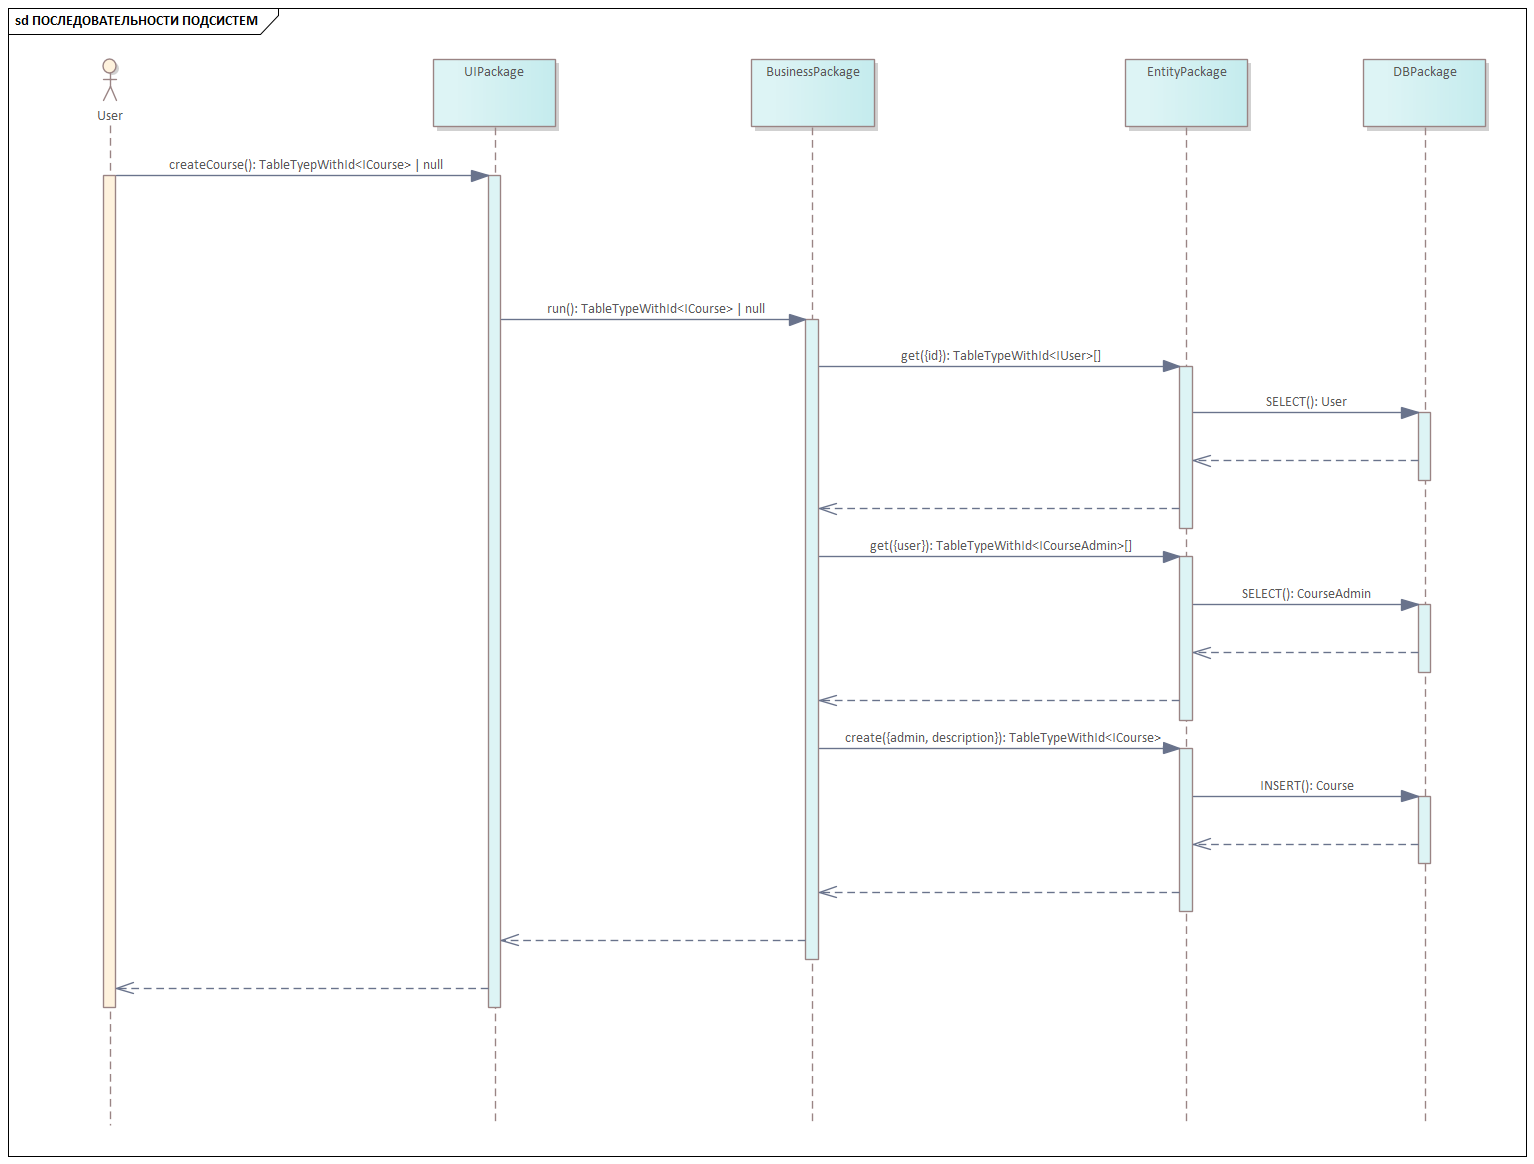 sd ПОСЛЕДОВАТЕЛЬНОСТИ ПОДСИСТЕМ
User
UIPackage
BusinessPackage
EntityPackage
DBPackage
createCourse(): TableTyepWithId<ICourse> | null
run(): TableTypeWithId<ICourse> | null
get({id}): TableTypeWithId<IUser>[]
SELECT(): User
get({user}): TableTypeWithId<ICourseAdmin>[]
SELECT(): CourseAdmin
create({admin, description}): TableTypeWithId<ICourse>
INSERT(): Course